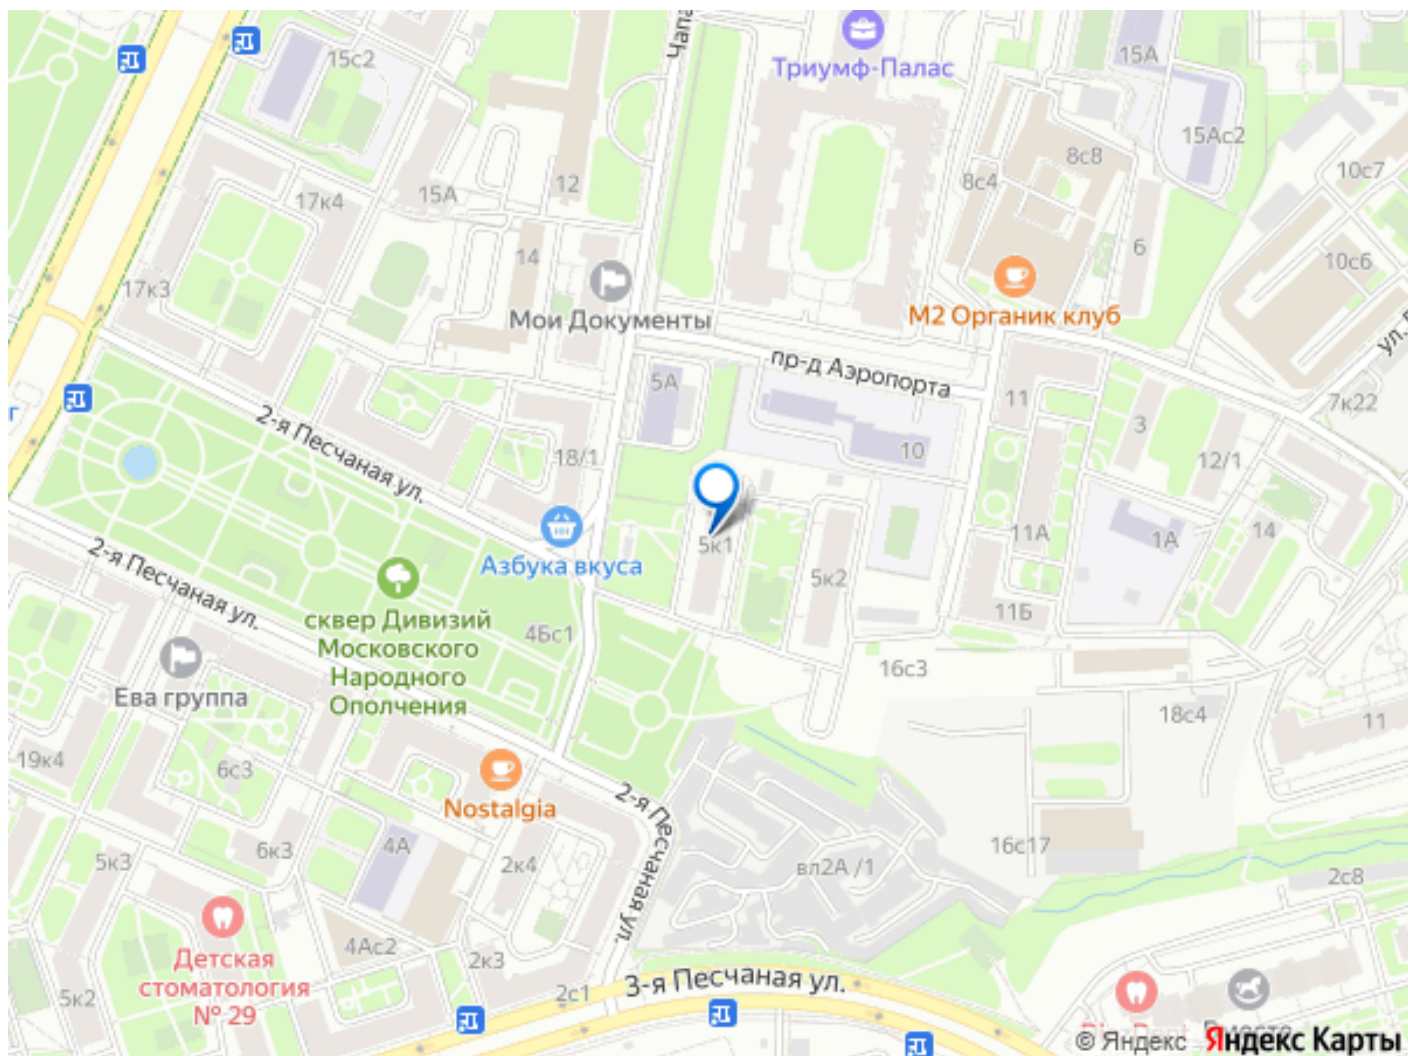 15с2
Чапа
Триумф-Палас
15А
15Ас2
8с8
8с4
10с7
12
15А
17к4
14
6
10с6
17к3
Мои Документы
М2 Органик клуб
ул. 
пр-д Аэропорта
5А
11
7к22
г
2-я Песчаная ул.
3
18/1
10
12/1
11А
1А
14
5к1
5к2
Азбука вкуса
2-я Песчаная ул.
сквер Дивизий
Московского
Народного
Ополчения
4Бс1
11Б
16с3
Ева группа
18с4
11
19к4
6с3
Nostalgia
2-я Песчаная ул.
5к3
6к3
4А
2к4
вл2А /1
16с17
2с8
Детская
стоматология
№ 29
4Ас2
2к3
5к2
2с1
3-я Песчаная ул.
Вместо
© Яндекс Яндекс Карты